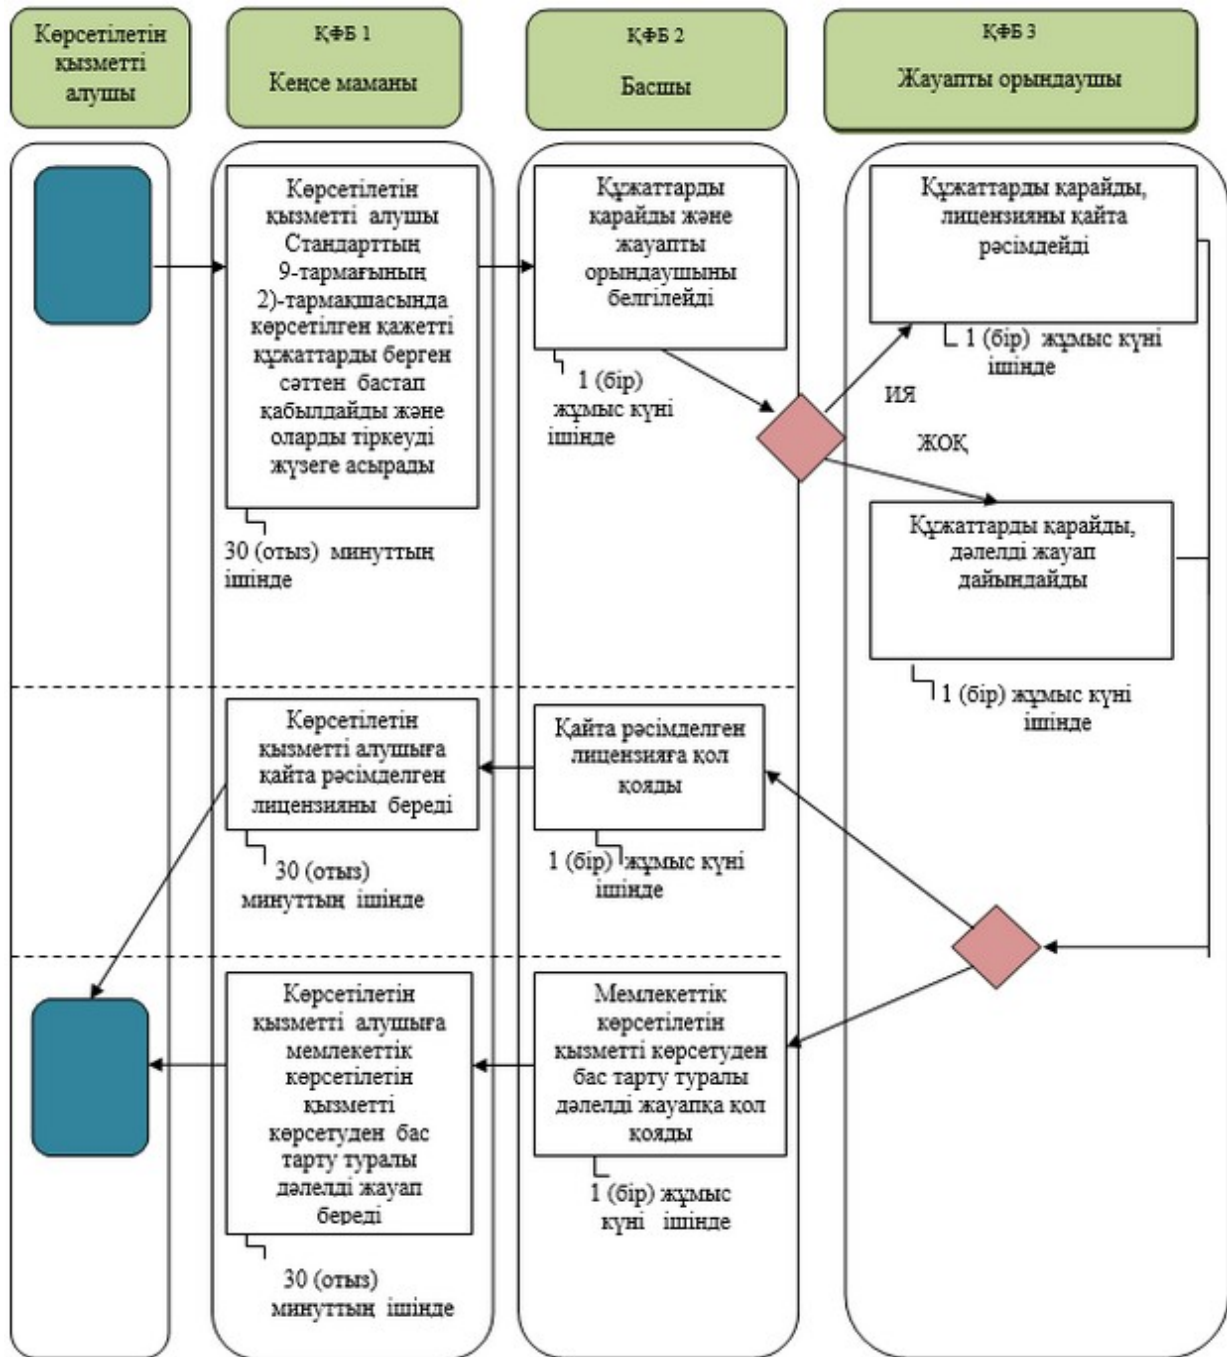 Көрсетілетін
қызметті
алушы
ҚФБ 1
Кеңсе маманы
ҚФБ 2
Басшы
ҚФБ 3
Жауапты орындаушы
Көрсетілетін
қызметті алушы
Стандарттың
9-тармағының
2)-тармақшасында
көрсетілген қажетті
құжаттарды берген
сәттен бастап
қабылдайды және
оларды тіркеуді
жүзеге асырады
30 (отыз) минуттың
ішінде
Құжаттарды
қарайды және
жауапты
орындаушыны
белгілейді
1 (бір)
жұмыс күні
ішінде
Құжаттарды қарайды,
лицензияны қайта
рәсімдейді
1 (бір) жұмыс күні
ішінде
ИЯ
ЖОҚ
Құжаттарды қарайды,
дәлелді жауап
дайындайды
1 (бір) жұмыс күні
ішінде
Көрсетілетін
қызметті алушыға
қайта рәсімделген
лицензияны береді
30 (отыз)
минуттың ішінде
Қайта рәсімделген
лицензияға қол
қояды
1 (бір) жұмыс күні
ішінде
Көрсетілетін
қызметті алушыға
мемлекеттік
көрсетілетін
қызметті
көрсетуден бас
тарту туралы
дәлелді жауап
береді
30 (отыз)
минуттың ішінде
Мемлекеттік
көрсетілетін
қызметті көрсетуден
бас тарту туралы
дәлелді жауапқа қол
қояды
1 (бір) жұмыс
күні ішінде